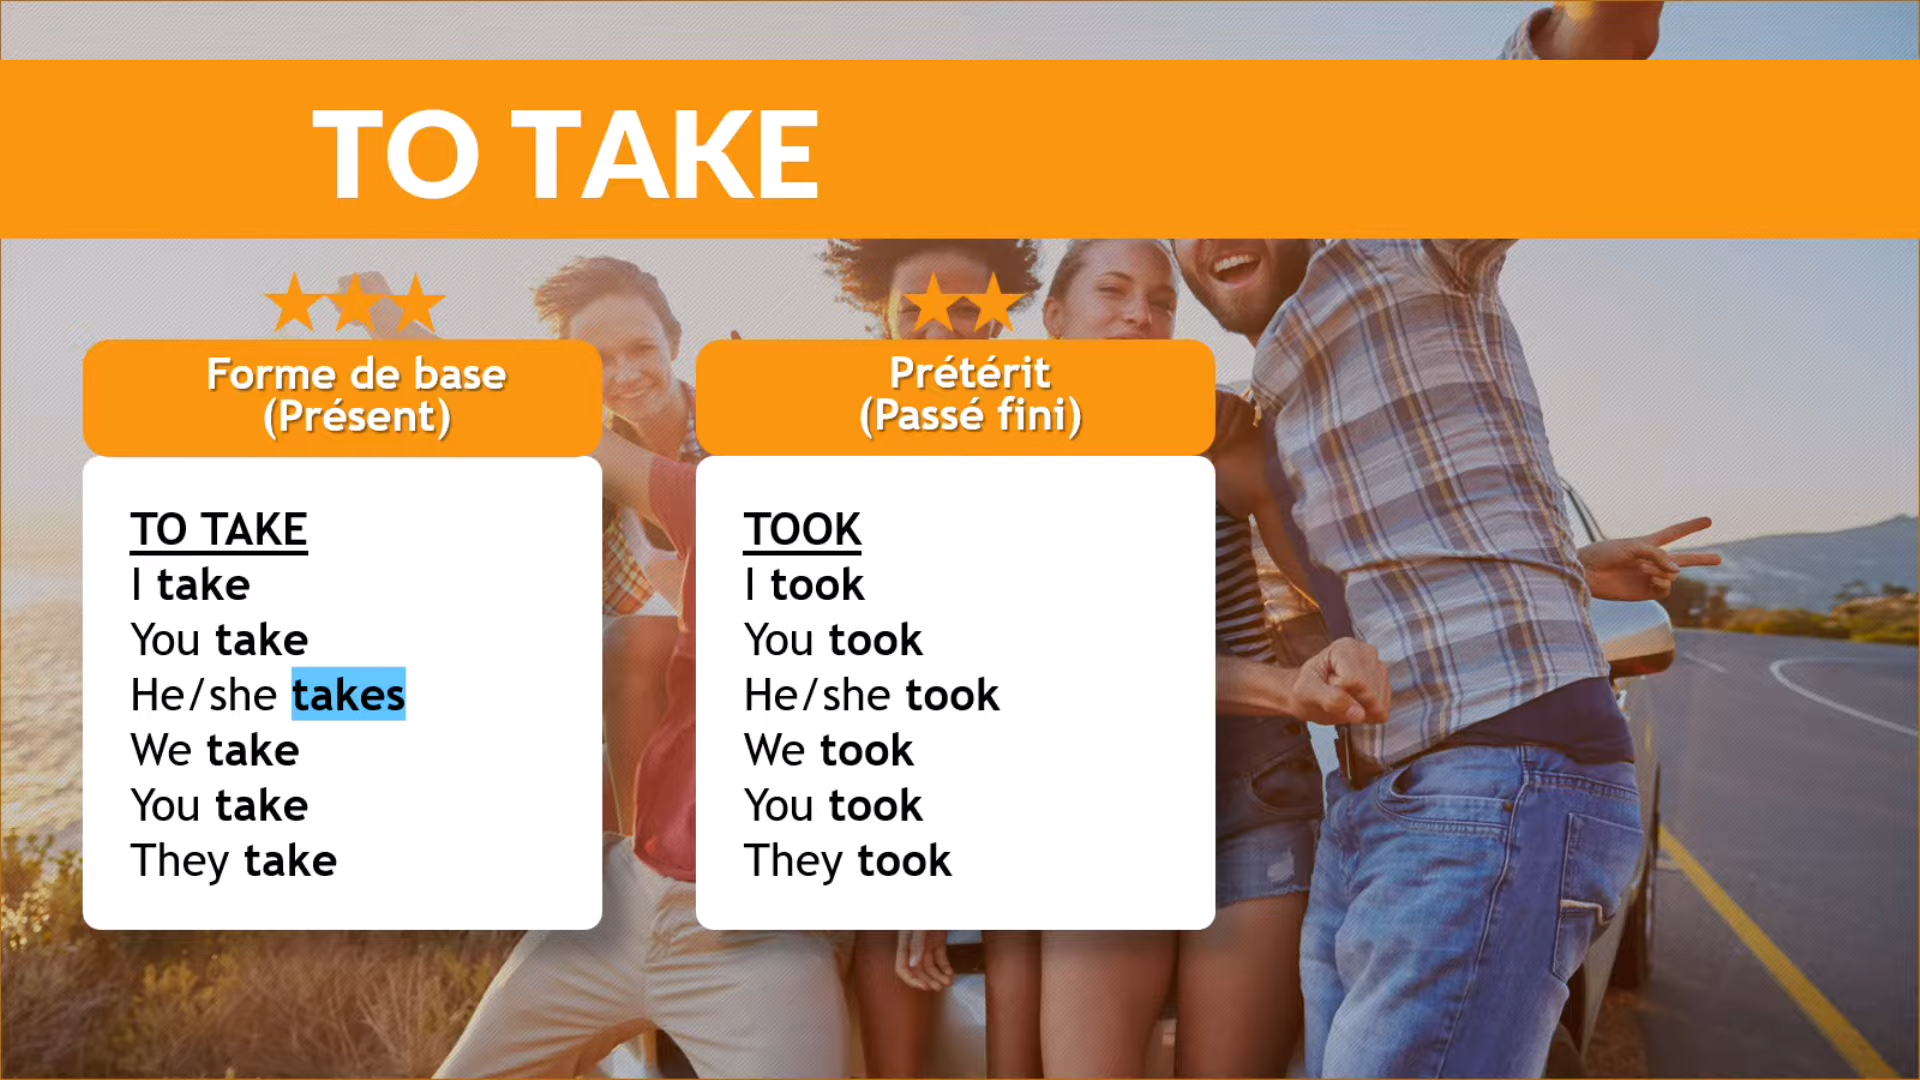 TO TAKE
Forme de base
(Présent)
TO TAKE
I take
You take
He/she takes
We take
You take
They take
Prétérit
(Passé fini)
TOOK
I took
You took
He/she took
We took
You took
They took